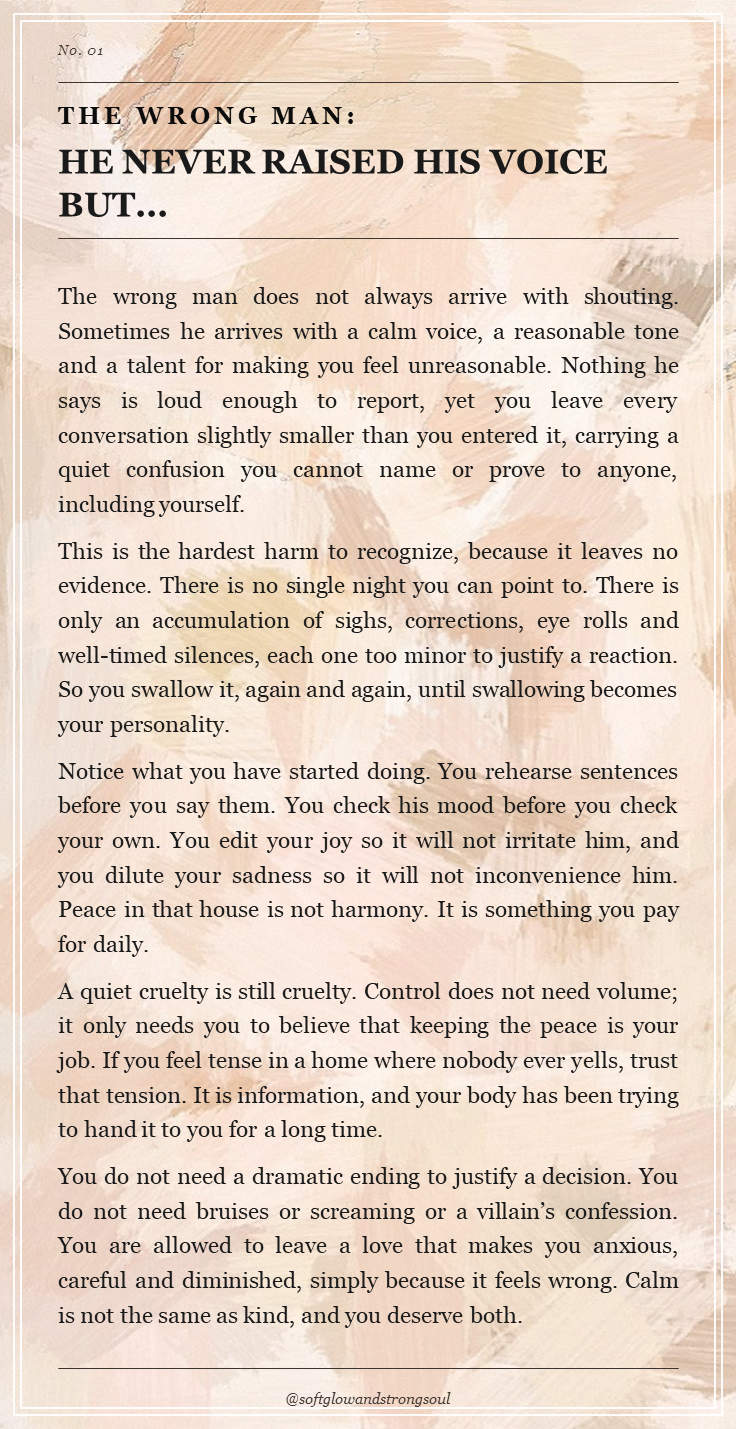 No. 01
THE WRONG MAN:
HE NEVER RAISED HIS VOICE
BUT...
The wrong man does not always arrive with shouting.
Sometimes he arrives with a calm voice, a reasonable tone
and a talent for making you feel unreasonable. Nothing he
says is loud enough to report, yet you leave every
conversation slightly smaller than you entered it, carrying a
quiet confusion you cannot name or prove to anyone,
including yourself.
This is the hardest harm to recognize, because it leaves no
evidence. There is no single night you can point to. There is
only an accumulation of sighs, corrections, eye rolls and
well-timed silences, each one too minor to justify a reaction.
So you swallow it, again and again, until swallowing becomes
your personality.
Notice what you have started doing. You rehearse sentences
before you say them. You check his mood before you check
your own. You edit your joy so it will not irritate him, and
you dilute your sadness so it will not inconvenience him.
Peace in that house is not harmony. It is something you pay
for daily.
A quiet cruelty is still cruelty. Control does not need volume;
it only needs you to believe that keeping the peace is your
job. If you feel tense in a home where nobody ever yells, trust
that tension. It is information, and your body has been trying
to hand it to you for a long time.
You do not need a dramatic ending to justify a decision. You
do not need bruises or screaming or a villain’s confession.
You are allowed to leave a love that makes you anxious,
careful and diminished, simply because it feels wrong. Calm
is not the same as kind, and you deserve both.
@softglowandstrongsoul